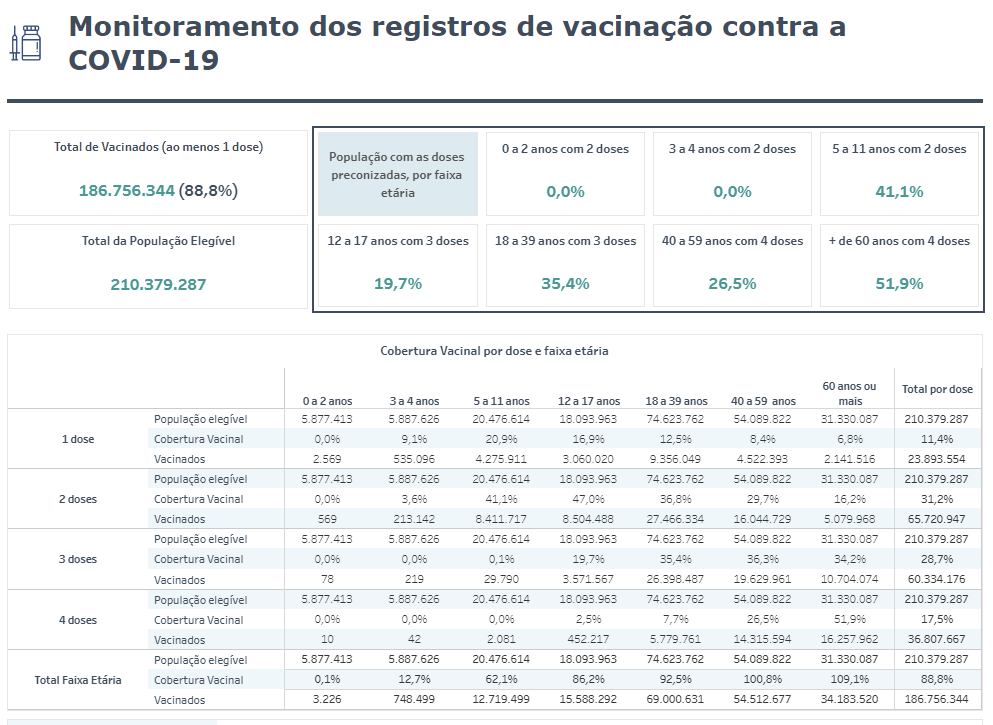 Monitoramento dos registros de vacinação contra a
COVID-19
Total de Vacinados (ao menos 1 dose)
186.756.344 (88,8%)
Total da População Elegível
210.379.287
População com as doses
preconizadas, por faixa
etária
0 a 2 anos com 2 doses
0,0%
3 a 4 anos com 2 doses
0,0%
5 a 11 anos com 2 doses
41,1%
12 a 17 anos com 3 doses
19,7%
18 a 39 anos com 3 doses
35,4%
40 a 59 anos com 4 doses
26,5%
+ de 60 anos com 4 doses
51,9%
Cobertura Vacinal por dose e faixa etária
0 a 2 anos 3 a 4 anos 5 a 11 anos 12 a 17 anos 18 a 39 anos 40 a 59 anos 60 anos ou mais Total por dose
1 dose
População elegível 5.877.413 5.887.626 20.476.614 18.093.963 74.623.762 54.089.822 31.330.087 210.379.287
Cobertura Vacinal 0,0% 9,1% 20,9% 16,9% 12,5% 8,4% 6,8% 11,4%
Vacinados 2.569 535.096 4.275.911 3.060.020 9.356.049 4.522.393 2.141.516 23.893.554
2 doses
População elegível 5.877.413 5.887.626 20.476.614 18.093.963 74.623.762 54.089.822 31.330.087 210.379.287
Cobertura Vacinal 0,0% 3,6% 41,1% 47,0% 36,8% 29,7% 16,2% 31,2%
Vacinados 569 213.142 8.411.717 8.504.488 27.466.334 16.044.729 5.079.968 65.720.947
3 doses
População elegível 5.877.413 5.887.626 20.476.614 18.093.963 74.623.762 54.089.822 31.330.087 210.379.287
Cobertura Vacinal 0,0% 0,0% 0,1% 19,7% 35,4% 36,3% 34,2% 28,7%
Vacinados 78 219 29.790 3.571.567 26.398.487 19.629.961 10.704.074 60.334.176
4 doses
População elegível 5.877.413 5.887.626 20.476.614 18.093.963 74.623.762 54.089.822 31.330.087 210.379.287
Cobertura Vacinal 0,0% 0,0% 0,0% 2,5% 7,7% 26,5% 51,9% 17,5%
Vacinados 10 42 2.081 452.217 5.779.761 14.315.594 16.257.962 36.807.667
Total Faixa Etária
População elegível 5.877.413 5.887.626 20.476.614 18.093.963 74.623.762 54.089.822 31.330.087 210.379.287
Cobertura Vacinal 0,1% 12,7% 62,1% 86,2% 92,5% 100,8% 109,1% 88,8%
Vacinados 3.226 748.499 12.719.499 15.588.292 69.000.631 54.512.677 34.183.520 186.756.344